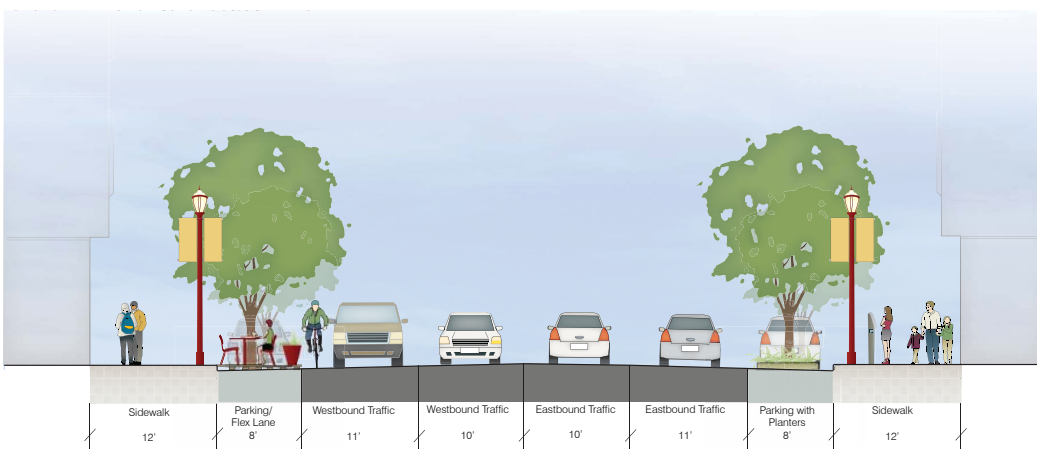 Sidewalk
12'
Parking/
Flex Lane
8'
Westbound Traffic
11'
Westbound Traffic
10'
Eastbound Traffic
10'
Eastbound Traffic
11'
Parking with
Planters
8'
Sidewalk
12'